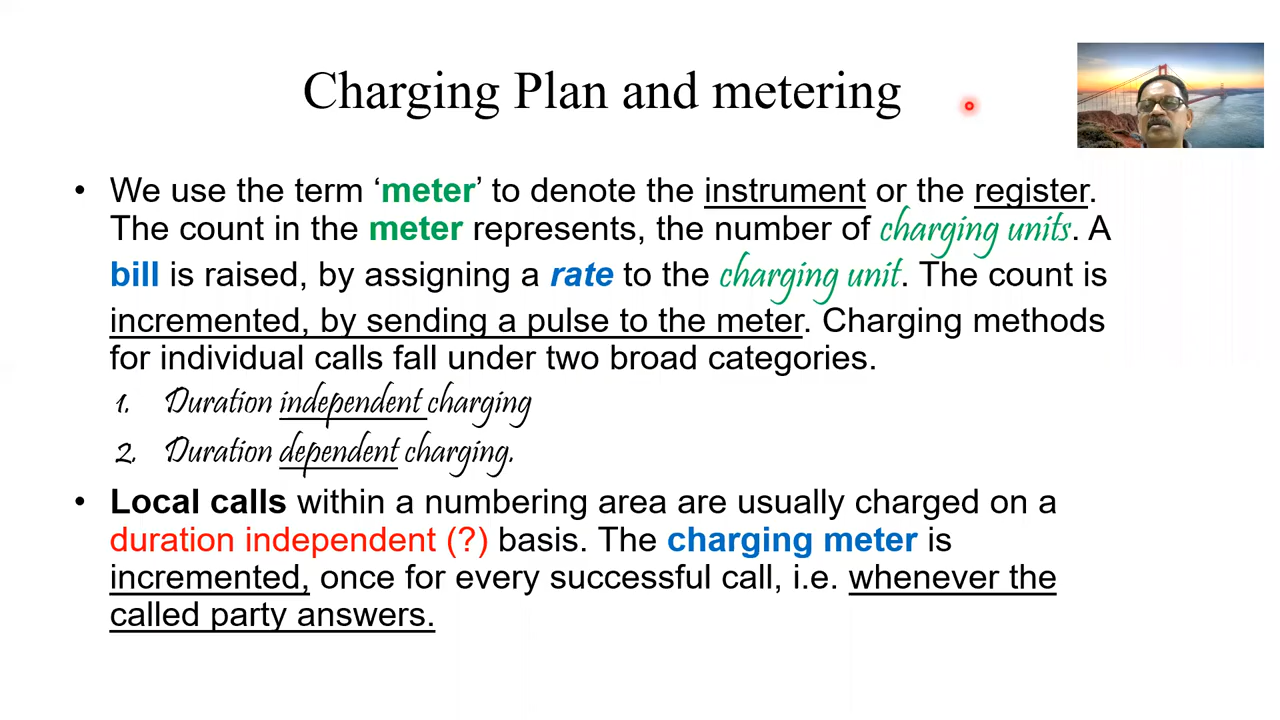 Charging Plan and metering
• We use the term ‘meter’ to denote the instrument or the register.
The count in the meter represents, the number of charging units. A
bill is raised, by assigning a rate to the charging unit. The count is
incremented, by sending a pulse to the meter. Charging methods
for individual calls fall under two broad categories.
1. Duration independent charging
2. Duration dependent charging.
• Local calls within a numbering area are usually charged on a
duration independent (?) basis. The charging meter is
incremented, once for every successful call, i.e. whenever the
called party answers.